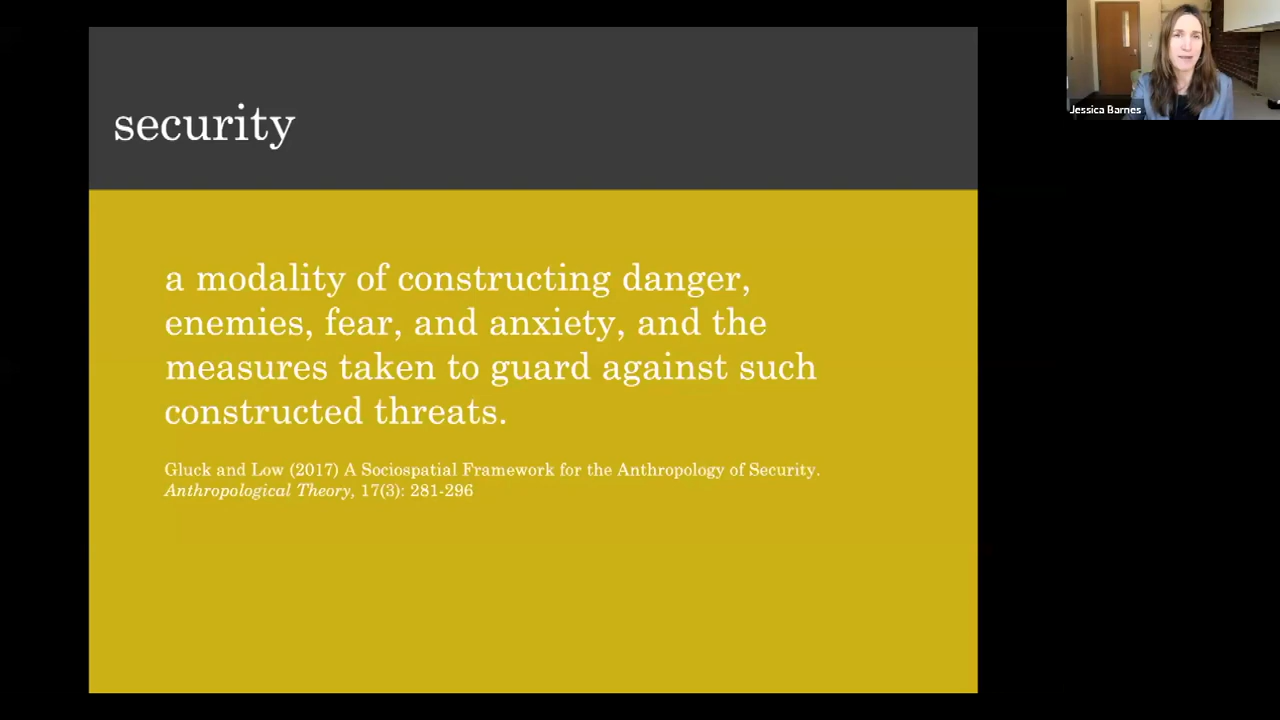 security
a modality of constructing danger,
enemies, fear, and anxiety, and the
measures taken to guard against such
constructed threats.
Gluck and Low (2017) A Sociospatial Framework for the Anthropology of Security.
Anthropological Theory, 17(3): 281-296
Jessica Barnes